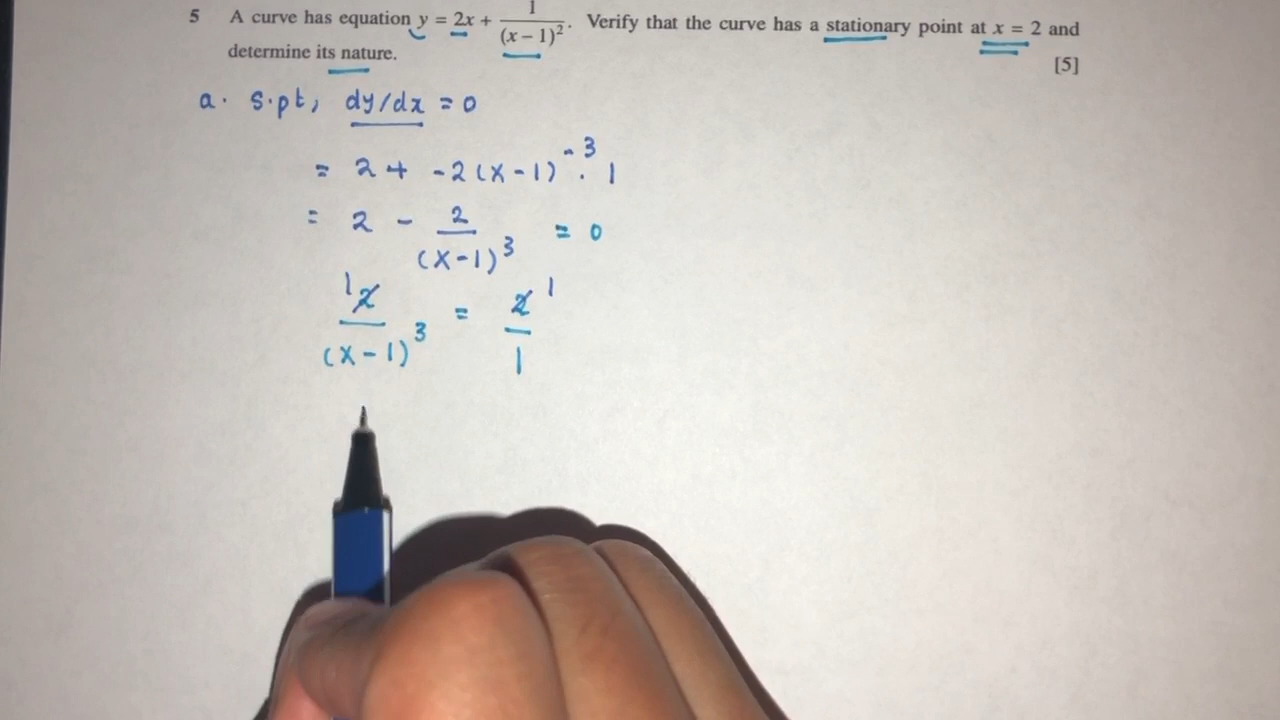 5 A curve has equation y = 2x + 1/(x − 1)². Verify that the curve has a stationary point at x = 2 and
determine its nature. [5]
a. s.pt, dy/dx = 0
= 2 + -2(x-1)⁻³ · 1
= 2 - 2/(x-1)³ = 0
1 2/(x-1)³ = 2 1/1